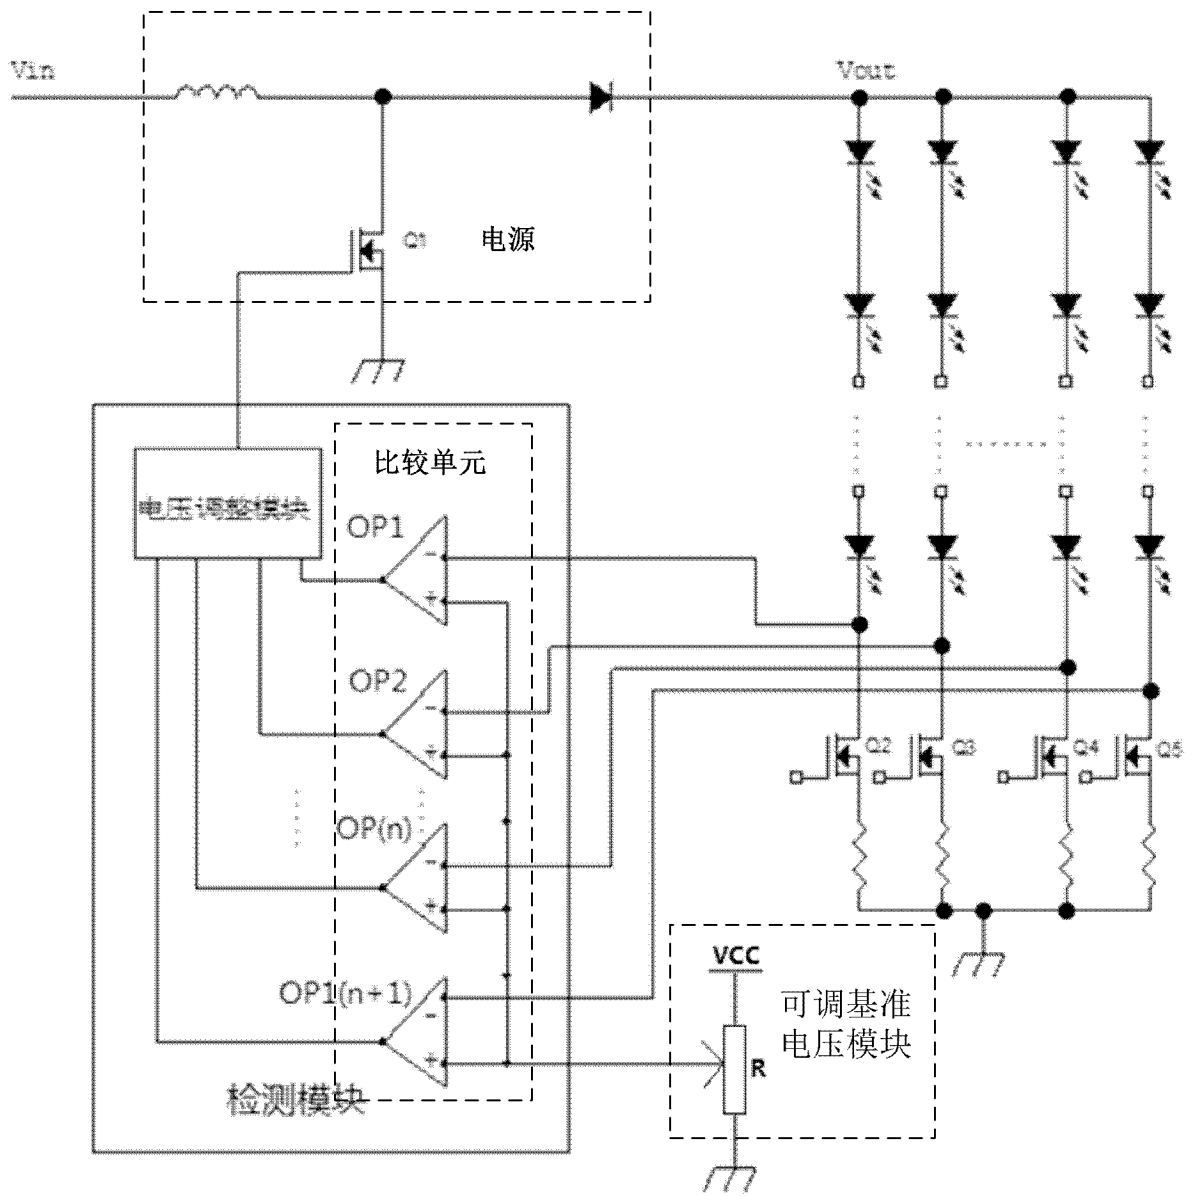 Vin
Vout
Q1
电源
比较单元
电压调整模块
OP1
-
+
OP2
-
+
Q2
Q3
Q4
Q5
OP(n)
-
+
VCC
OP1(n+1)
-
+
可调基准
电压模块
R
检测模块